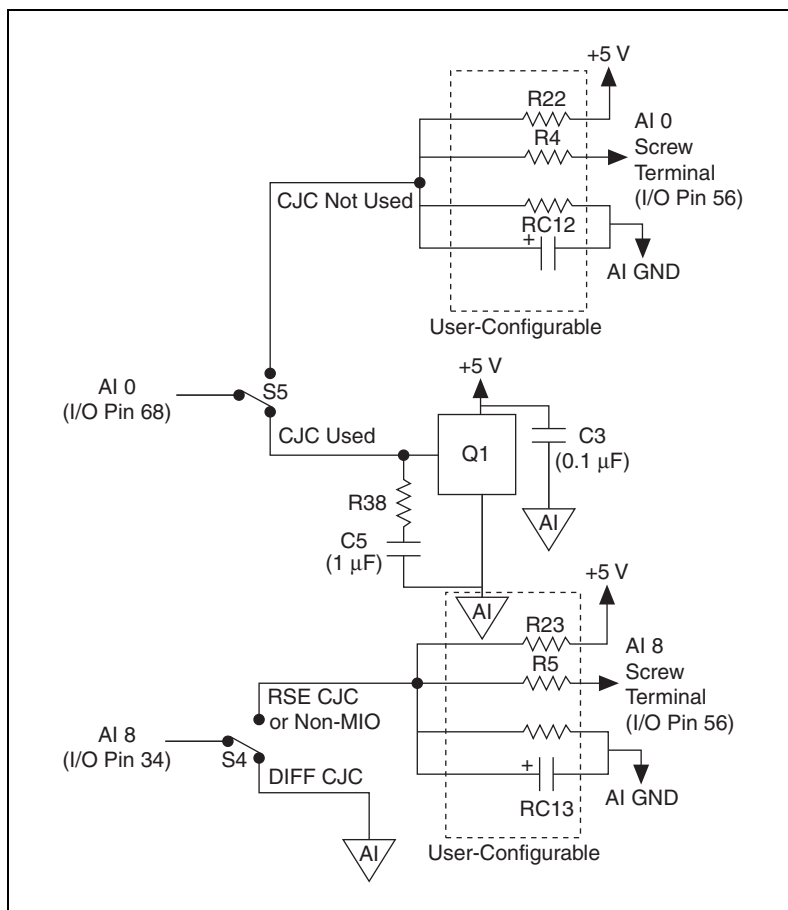 +5 V
R22
AI 0
R4
Screw
Terminal
(I/O Pin 56)
CJC Not Used
RC12
+
AI GND
User-Configurable
+5 V
AI 0
(I/O Pin 68)
S5
CJC Used
Q1
C3
(0.1 µF)
R38
AI
C5
(1 µF)
+5 V
AI
R23
AI 8
R5
Screw
Terminal
(I/O Pin 56)
RSE CJC
or Non-MIO
AI 8
(I/O Pin 34)
S4
DIFF CJC
+
AI GND
RC13
AI
User-Configurable